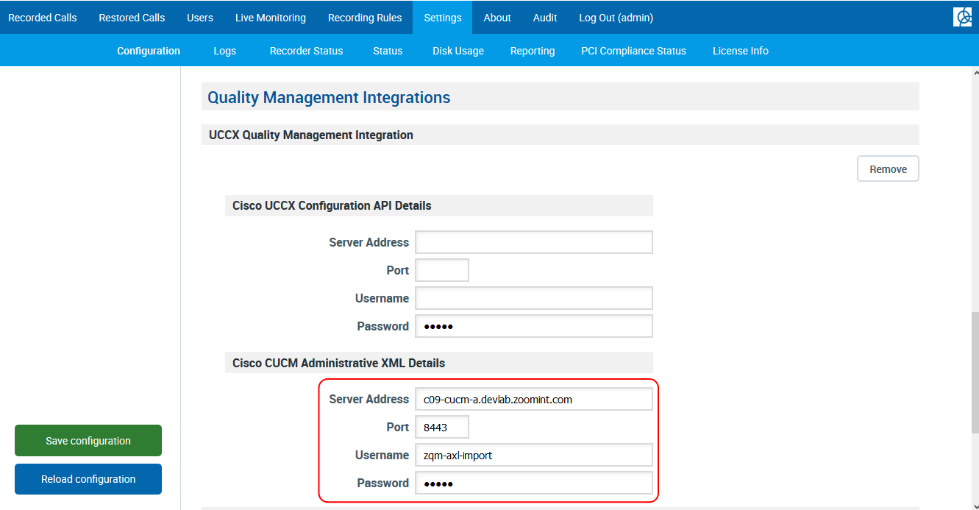 Recorded Calls Restored Calls Users Live Monitoring Recording Rules Settings About Audit Log Out (admin)
Configuration Logs Recorder Status Status Disk Usage Reporting PCI Compliance Status License Info
Quality Management Integrations
UCCX Quality Management Integration
Remove
Cisco UCCX Configuration API Details
Server Address
Port
Username
Password •••••
Cisco CUCM Administrative XML Details
Server Address c09-cucm-a.devlab.zoomint.com
Port 8443
Username zqm-axl-import
Password •••••
Save configuration
Reload configuration